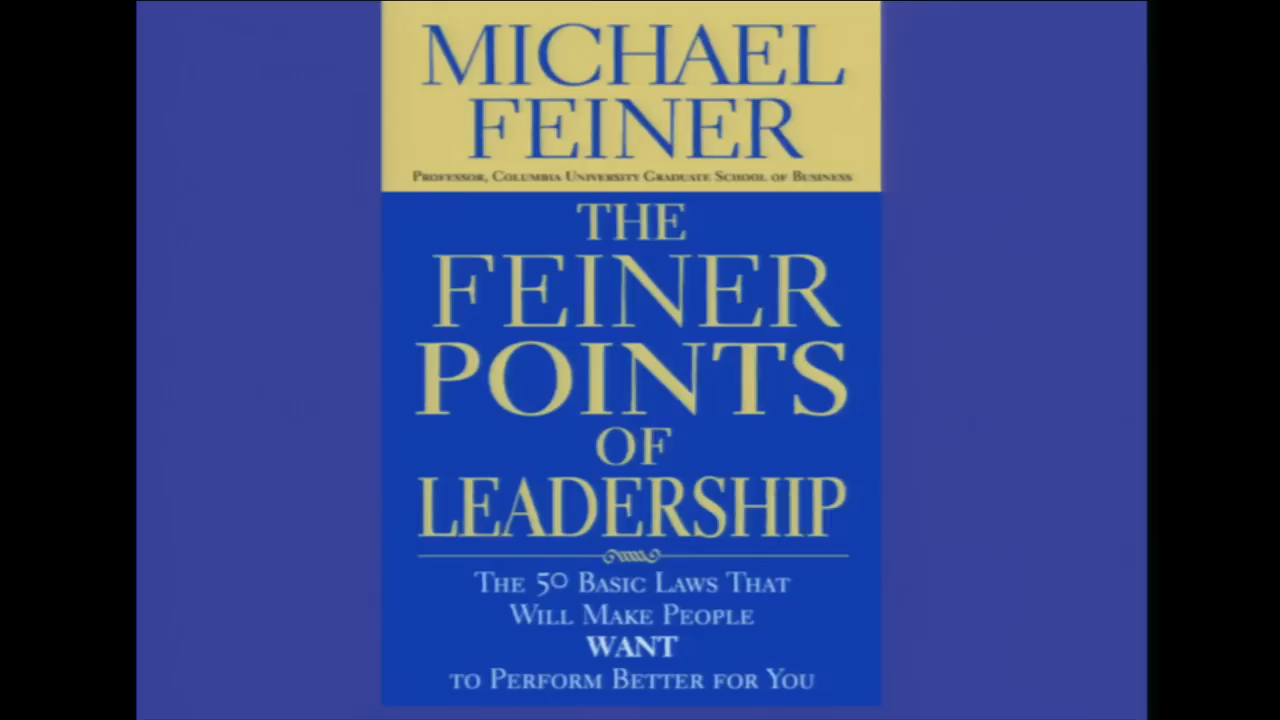 MICHAEL
FEINER
PROFESSOR, COLUMBIA UNIVERSITY GRADUATE SCHOOL OF BUSINESS
THE
FEINER
POINTS
OF
LEADERSHIP
THE 50 BASIC LAWS THAT
WILL MAKE PEOPLE
WANT
TO PERFORM BETTER FOR YOU